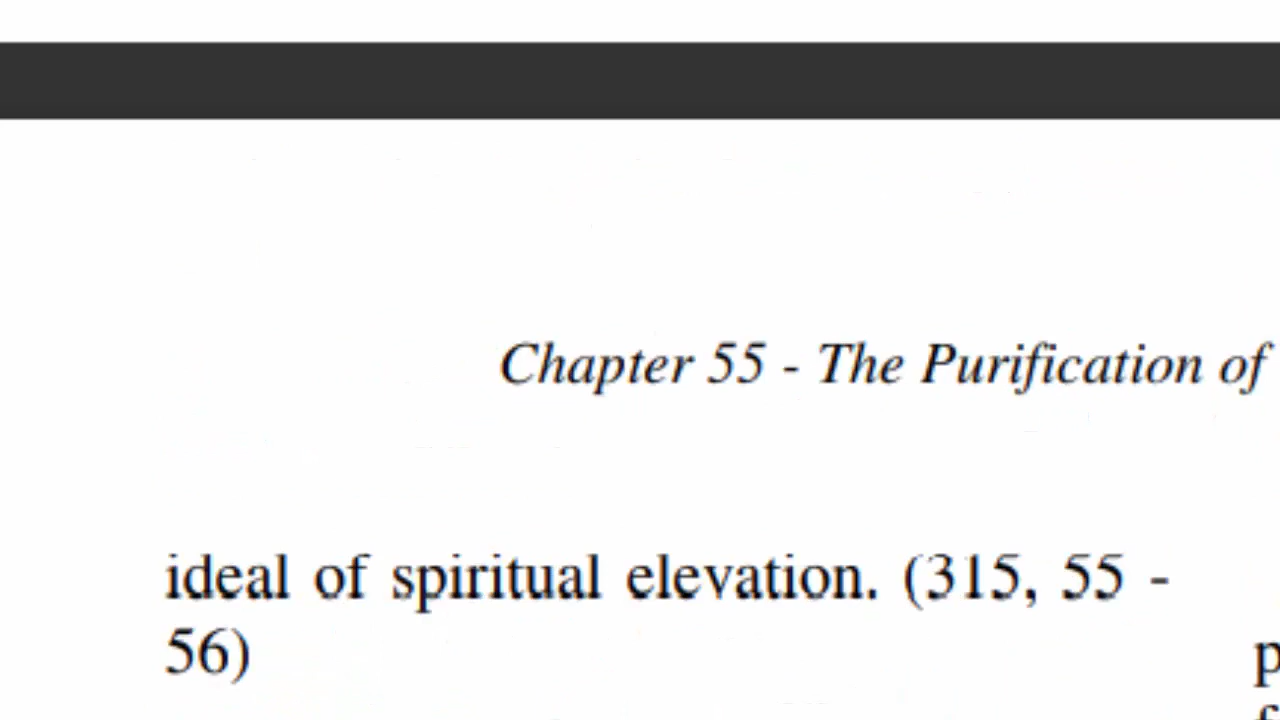 Chapter 55 - The Purification of
ideal of spiritual elevation. (315, 55 -
56)
p